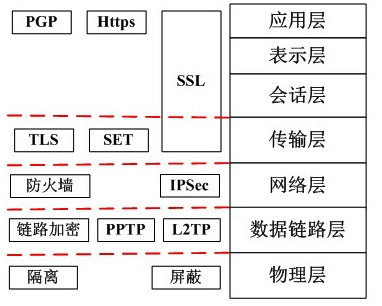 PGP Https 应用层
表示层
SSL
会话层
TLS SET 传输层
防火墙 IPSec 网络层
链路加密 PPTP L2TP 数据链路层
隔离 屏蔽 物理层